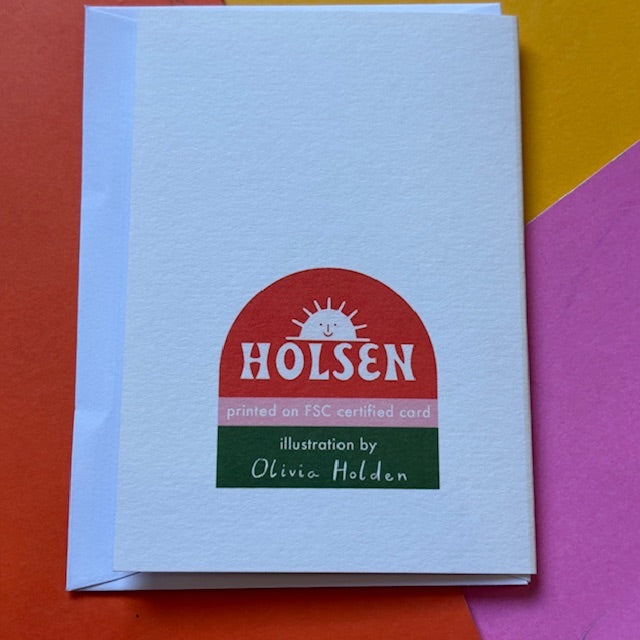 HOLSEN
printed on FSC certified card
illustration by
Olivia Holden